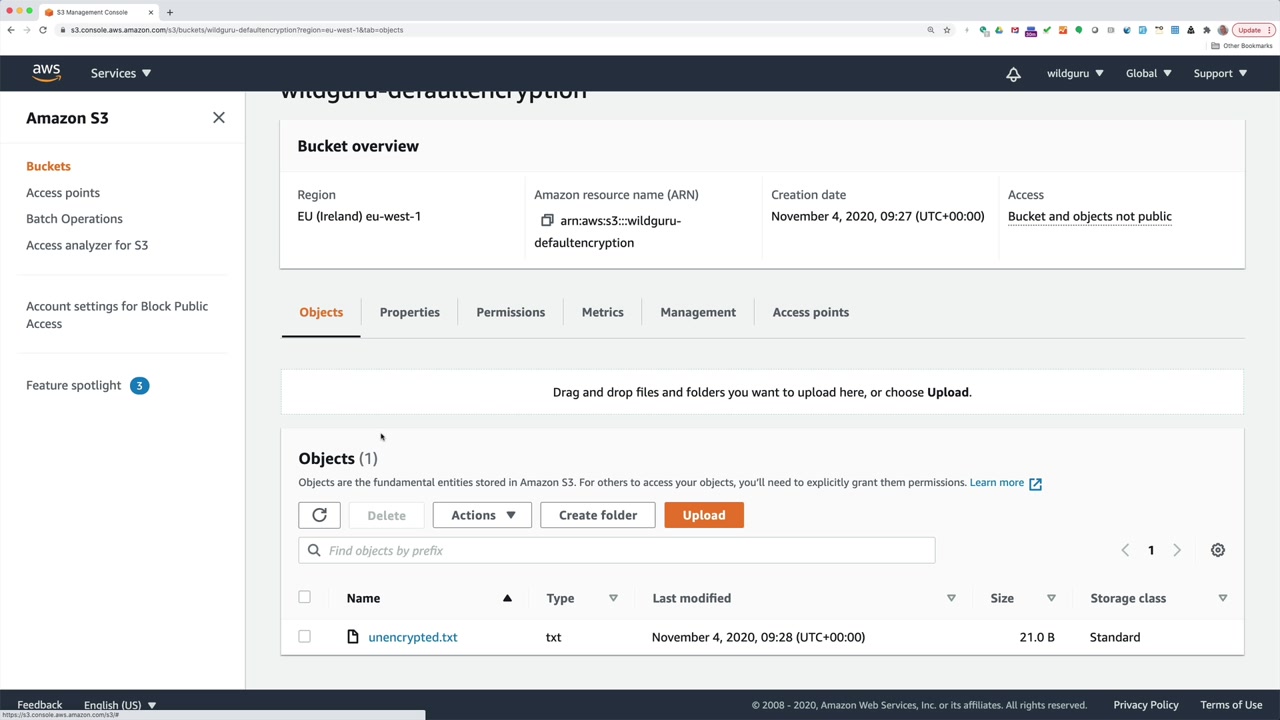 S3 Management Console
s3.console.aws.amazon.com/s3/buckets/wildguru-defaultencryption?region=eu-west-1&tab=objects
Update
Other Bookmarks
aws
Services
wildguru
Global
Support
Amazon S3
Buckets
Access points
Batch Operations
Access analyzer for S3
Account settings for Block Public
Access
Feature spotlight 3
wildguru-defaultencryption
Bucket overview
Region
EU (Ireland) eu-west-1
Amazon resource name (ARN)
arn:aws:s3:::wildguru-
defaultencryption
Creation date
November 4, 2020, 09:27 (UTC+00:00)
Access
Bucket and objects not public
Objects
Properties
Permissions
Metrics
Management
Access points
Drag and drop files and folders you want to upload here, or choose Upload.
Objects (1)
Objects are the fundamental entities stored in Amazon S3. For others to access your objects, you'll need to explicitly grant them permissions. Learn more
Delete
Actions
Create folder
Upload
Find objects by prefix
1
Name
Type
Last modified
Size
Storage class
unencrypted.txt
txt
November 4, 2020, 09:28 (UTC+00:00)
21.0 B
Standard
Feedback
English (US)
© 2008 - 2020, Amazon Web Services, Inc. or its affiliates. All rights reserved.
Privacy Policy
Terms of Use
https://s3.console.aws.amazon.com/s3/#